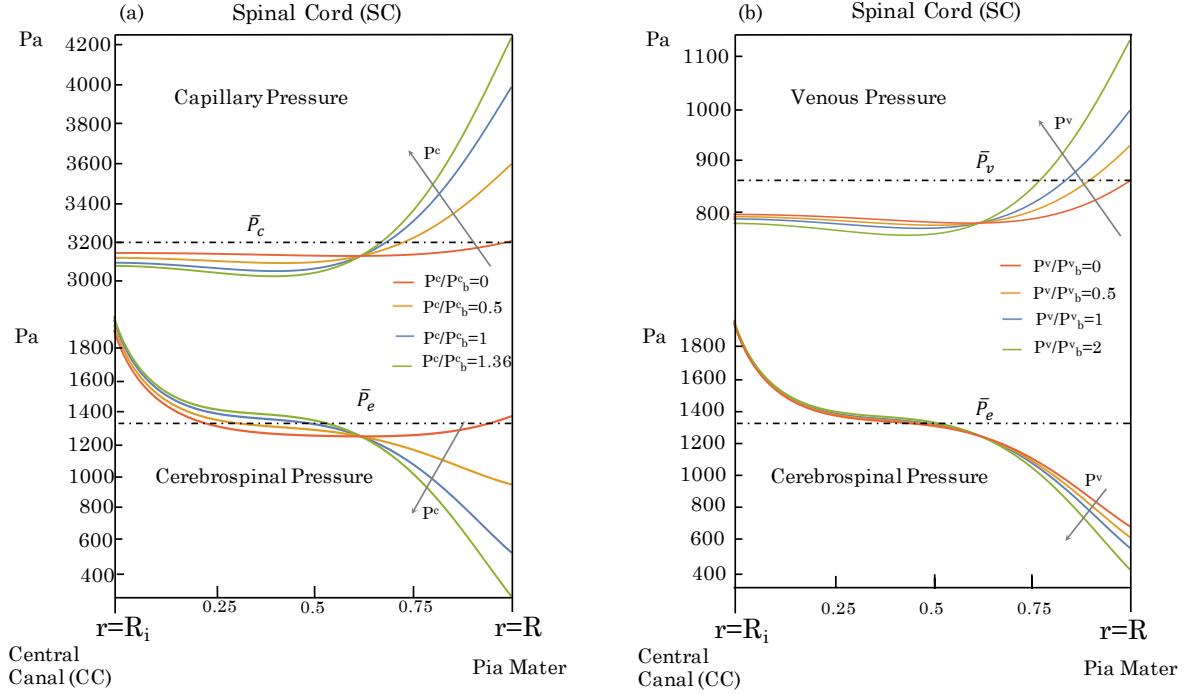 (a)
Spinal Cord (SC)
Pa
4200
4000
3800
3600
3400
3200
3000
Capillary Pressure
Pᶜ
P̄c
Pᶜ/Pᶜb=0
Pᶜ/Pᶜb=0.5
Pᶜ/Pᶜb=1
Pᶜ/Pᶜb=1.36
Pa
1800
1600
1400
1200
1000
800
600
400
P̄e
Cerebrospinal Pressure
Pᶜ
0.25
0.5
0.75
r=Ri
r=R
Central
Canal (CC)
Pia Mater
(b)
Spinal Cord (SC)
Pa
1100
1000
900
800
Venous Pressure
Pᵛ
P̄v
Pᵛ/Pᵛb=0
Pᵛ/Pᵛb=0.5
Pᵛ/Pᵛb=1
Pᵛ/Pᵛb=2
Pa
1800
1600
1400
1200
1000
800
600
400
P̄e
Cerebrospinal Pressure
Pᵛ
0.25
0.5
0.75
r=Ri
r=R
Central
Canal (CC)
Pia Mater